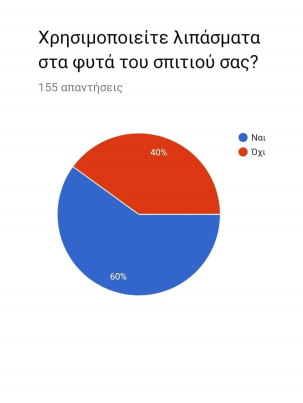 Χρησιμοποιείτε λιπάσματα
στα φυτά του σπιτιού σας?
155 απαντήσεις
Ναι
Όχι
40%
60%